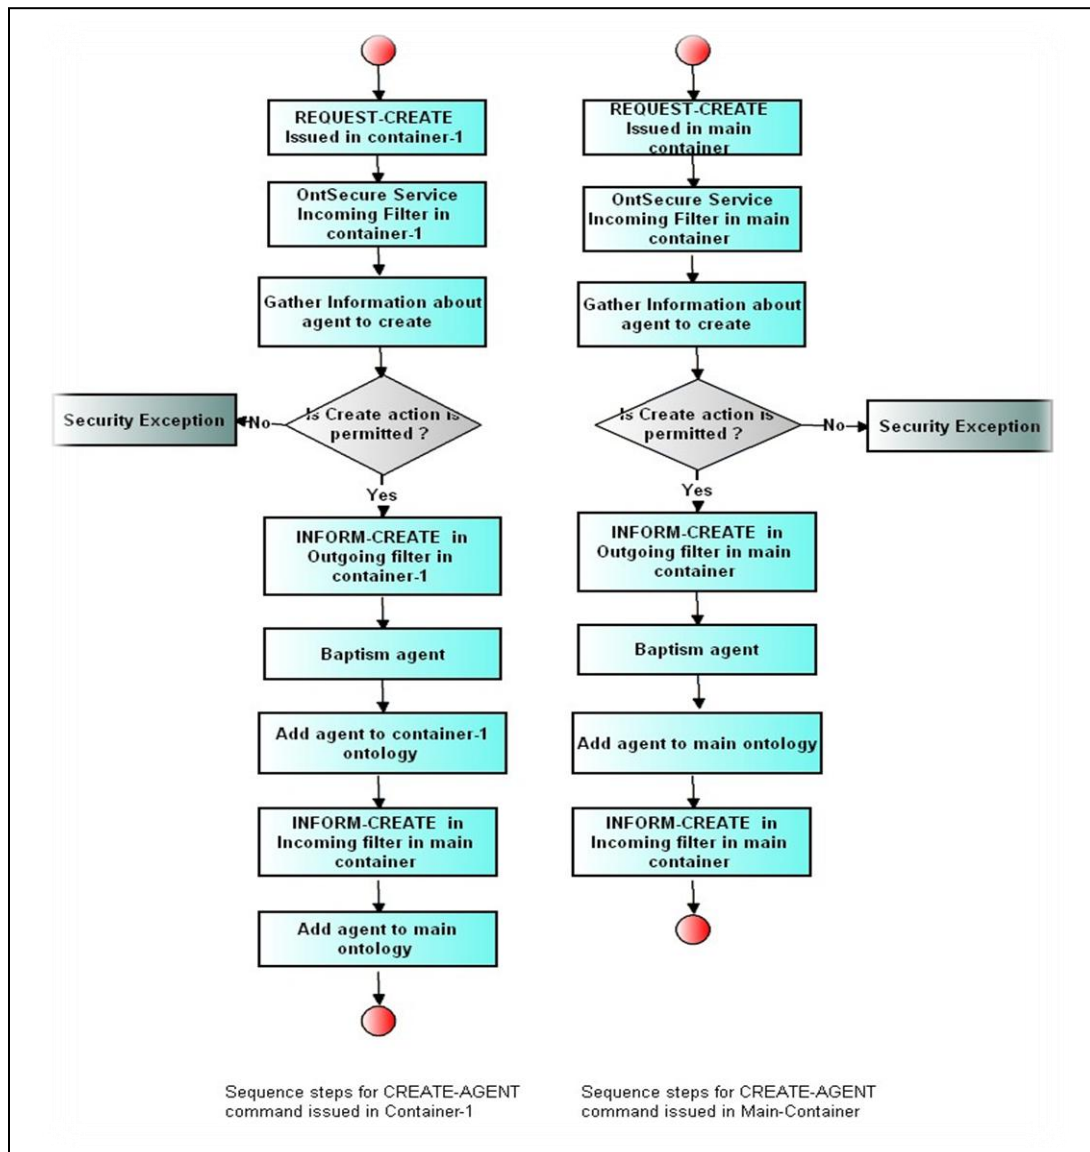 REQUEST-CREATE
Issued in container-1
OntSecure Service
Incoming Filter in
container-1
Gather Information about
agent to create
Is Create action is
permitted ?
No
Security Exception
Yes
INFORM-CREATE in
Outgoing filter in
container-1
Baptism agent
Add agent to container-1
ontology
INFORM-CREATE in
Incoming filter in main
container
Add agent to main
ontology
Sequence steps for CREATE-AGENT
command issued in Container-1
REQUEST-CREATE
Issued in main
container
OntSecure Service
Incoming Filter in main
container
Gather Information about
agent to create
Is Create action is
permitted ?
No
Security Exception
Yes
INFORM-CREATE in
Outgoing filter in main
container
Baptism agent
Add agent to main ontology
INFORM-CREATE in
Incoming filter in main
container
Sequence steps for CREATE-AGENT
command issued in Main-Container